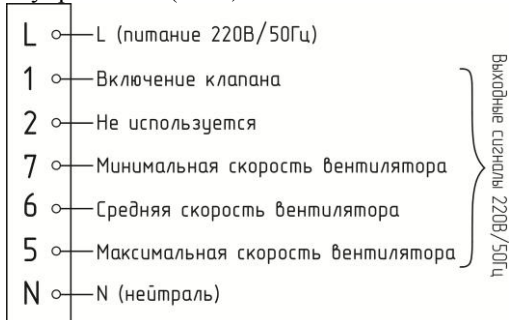 L L (питание 220В/50Гц)
1 Включение клапана
2 Не используется
7 Минимальная скорость вентилятора
6 Средняя скорость вентилятора
5 Максимальная скорость вентилятора
N N (нейтраль)
Выходные сигналы 220В/50Гц